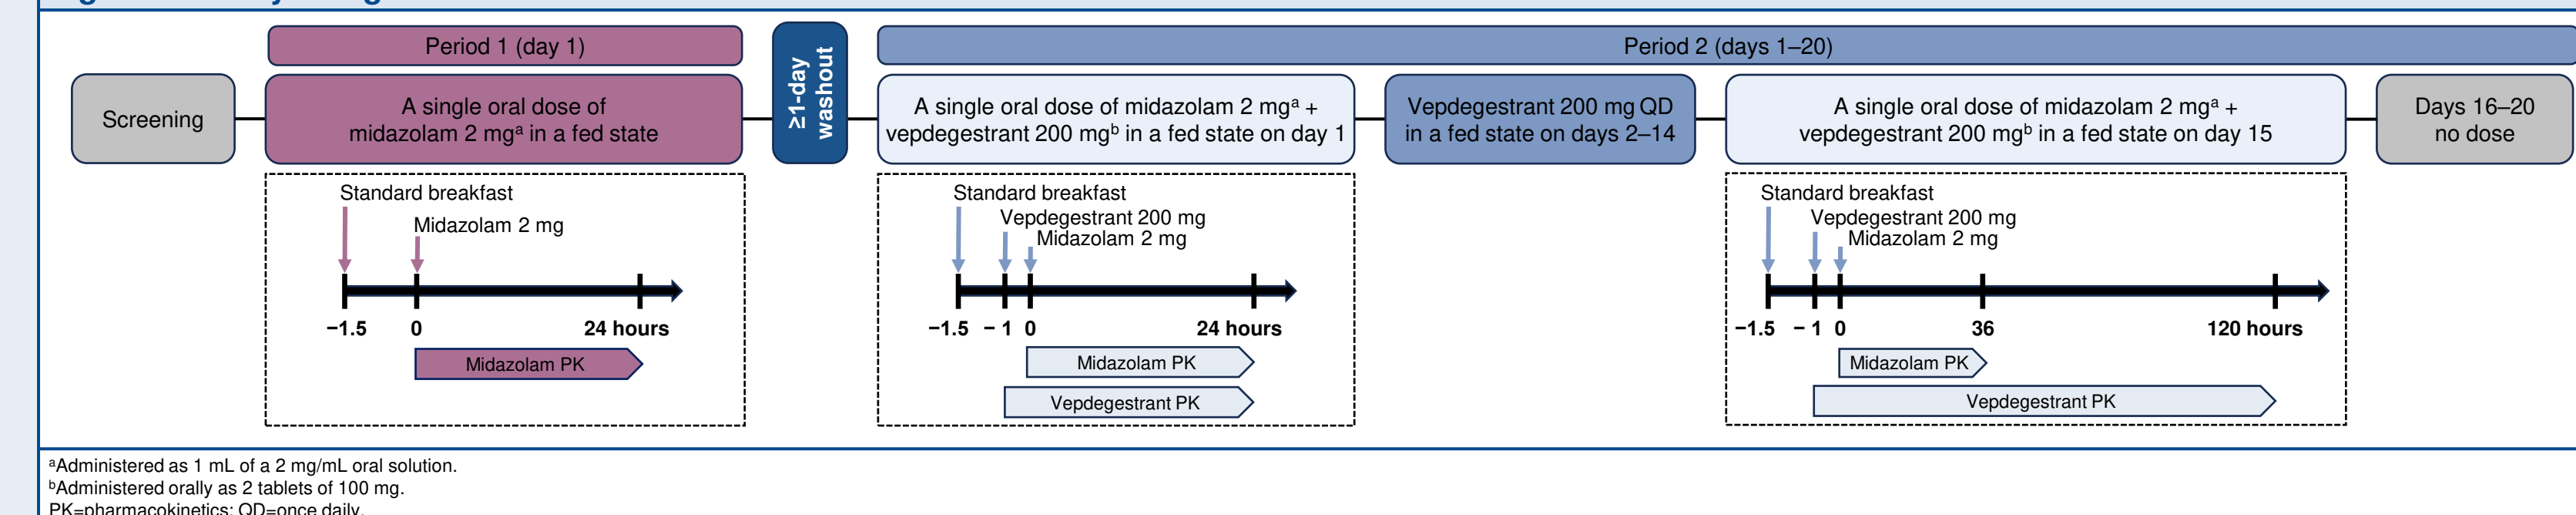 Period 1 (day 1)
≥1-day
washout
Period 2 (days 1–20)
Screening
A single oral dose of
midazolam 2 mgᵃ in a fed state
A single oral dose of midazolam 2 mgᵃ +
vepdegestrant 200 mgᵇ in a fed state on day 1
Vepdegestrant 200 mg QD
in a fed state on days 2–14
A single oral dose of midazolam 2 mgᵃ +
vepdegestrant 200 mgᵇ in a fed state on day 15
Days 16–20
no dose
Standard breakfast
Midazolam 2 mg
−1.5 0 24 hours
Midazolam PK
Standard breakfast
Vepdegestrant 200 mg
Midazolam 2 mg
−1.5 − 1 0 24 hours
Midazolam PK
Vepdegestrant PK
Standard breakfast
Vepdegestrant 200 mg
Midazolam 2 mg
−1.5 − 1 0 36 120 hours
Midazolam PK
Vepdegestrant PK
ᵃAdministered as 1 mL of a 2 mg/mL oral solution.
ᵇAdministered orally as 2 tablets of 100 mg.
PK=pharmacokinetics; QD=once daily.